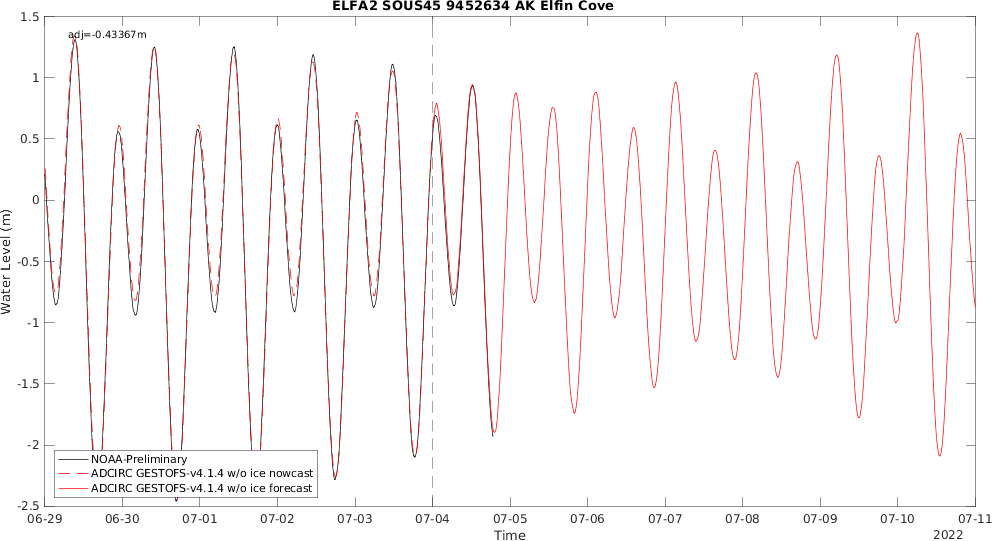 ELFA2 SOUS45 9452634 AK Elfin Cove
adj=-0.43367m
1.5
1
0.5
0
-0.5
-1
-1.5
-2
-2.5
Water Level (m)
NOAA-Preliminary
ADCIRC GESTOFS-v4.1.4 w/o ice nowcast
ADCIRC GESTOFS-v4.1.4 w/o ice forecast
06-29 06-30 07-01 07-02 07-03 07-04 07-05 07-06 07-07 07-08 07-09 07-10 07-11
Time
2022